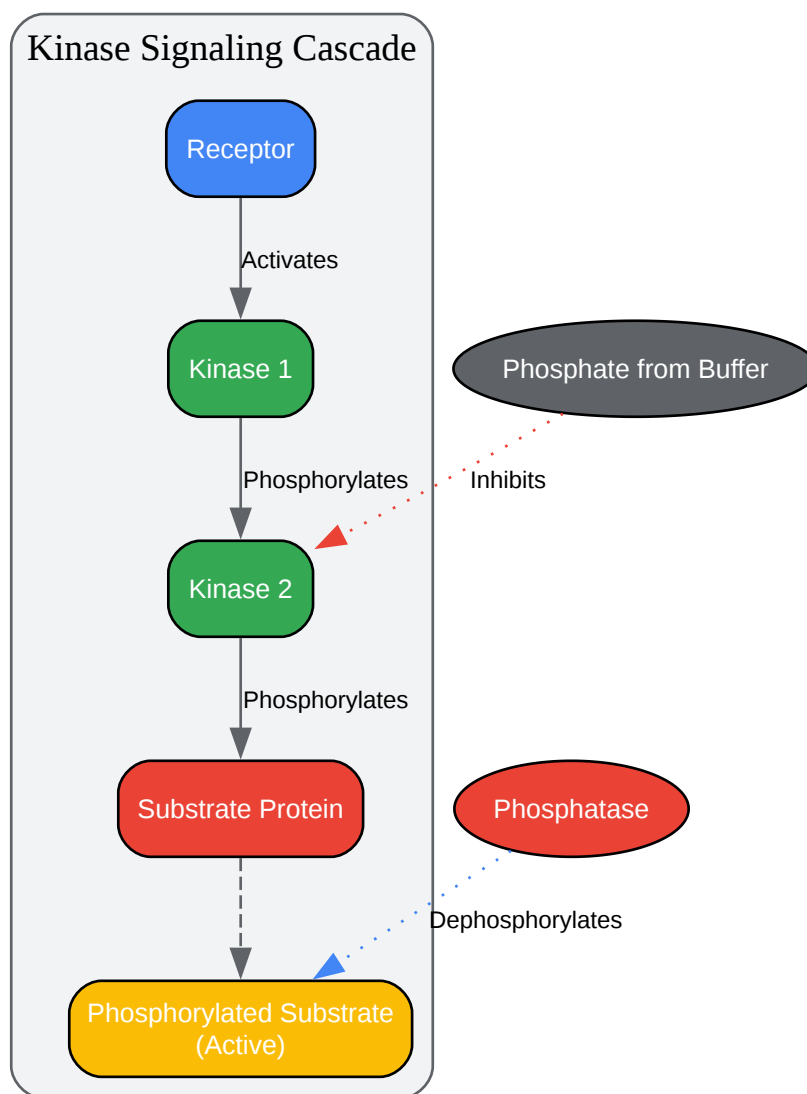 Kinase Signaling Cascade
Receptor
Activates
Kinase 1
Phosphate from Buffer
Phosphorylates
Inhibits
Kinase 2
Phosphorylates
Substrate Protein
Phosphatase
Dephosphorylates
Phosphorylated Substrate
(Active)